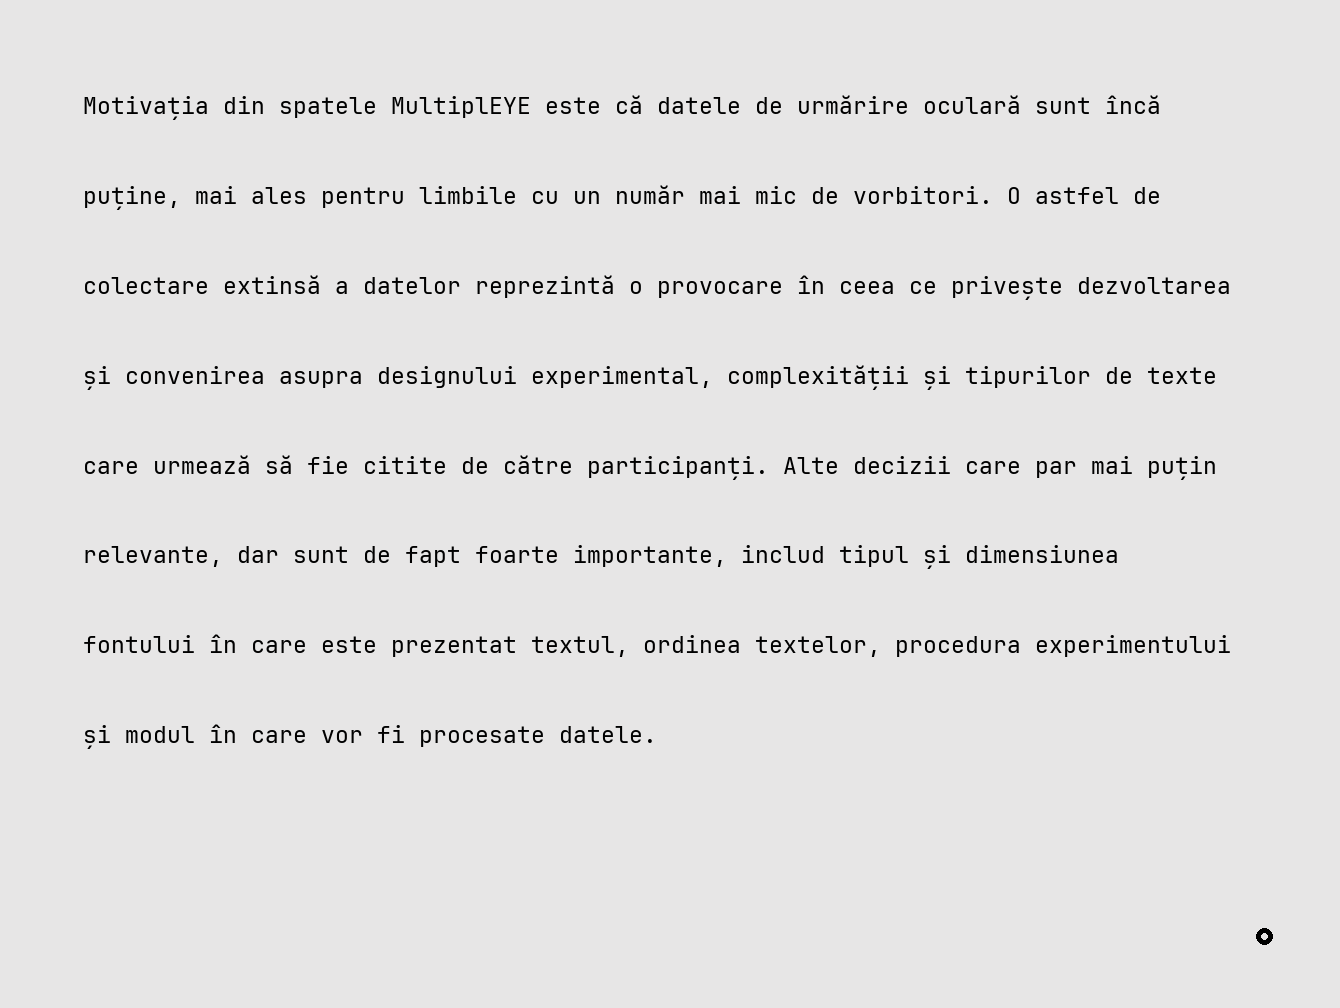 Motivația din spatele MultiplEYE este că datele de urmărire oculară sunt încă
puține, mai ales pentru limbile cu un număr mai mic de vorbitori. O astfel de
colectare extinsă a datelor reprezintă o provocare în ceea ce privește dezvoltarea
și convenirea asupra designului experimental, complexității și tipurilor de texte
care urmează să fie citite de către participanți. Alte decizii care par mai puțin
relevante, dar sunt de fapt foarte importante, includ tipul și dimensiunea
fontului în care este prezentat textul, ordinea textelor, procedura experimentului
și modul în care vor fi procesate datele.